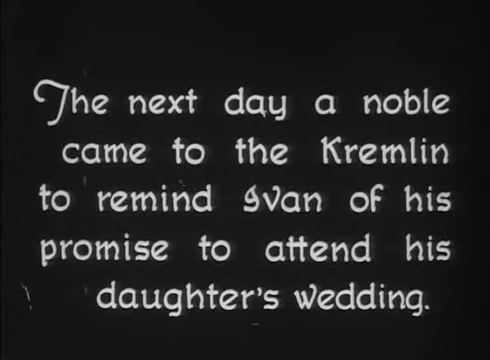 The next day a noble
came to the Kremlin
to remind Ivan of his
promise to attend his
daughter's wedding.